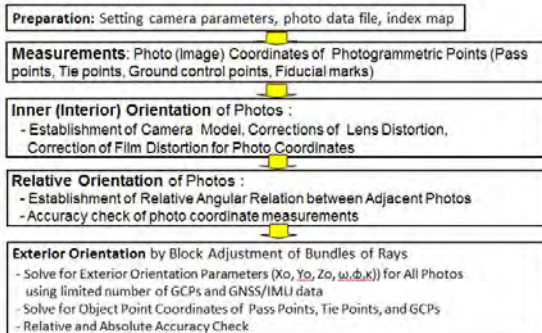 Preparation: Setting camera parameters, photo data file, index map
Measurements: Photo (Image) Coordinates of Photogrammetric Points (Pass
points, Tie points, Ground control points, Fiducial marks)
Inner (Interior) Orientation of Photos :
- Establishment of Camera Model, Corrections of Lens Distortion,
Correction of Film Distortion for Photo Coordinates
Relative Orientation of Photos :
- Establishment of Relative Angular Relation between Adjacent Photos
- Accuracy check of photo coordinate measurements
Exterior Orientation by Block Adjustment of Bundles of Rays
- Solve for Exterior Orientation Parameters (Xo, Yo, Zo, ω.φ.κ)) for All Photos
using limited number of GCPs and GNSS/IMU data
- Solve for Object Point Coordinates of Pass Points, Tie Points, and GCPs
- Relative and Absolute Accuracy Check